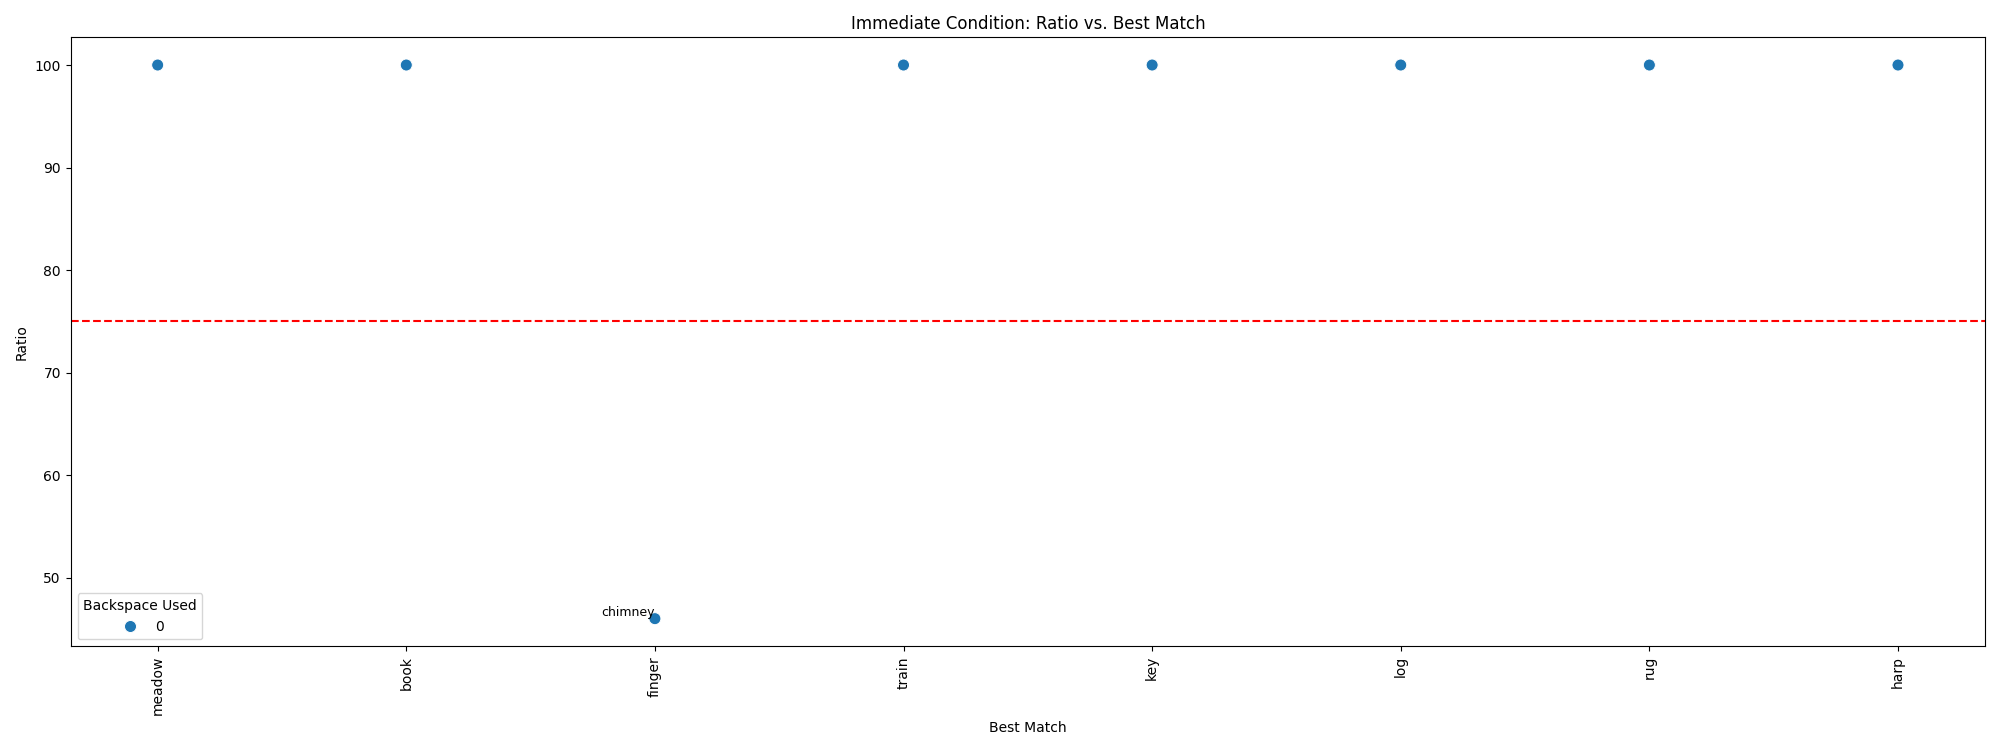 Immediate Condition: Ratio vs. Best Match
100
90
80
70
60
50
Ratio
chimney
Backspace Used
0
meadow
book
finger
train
key
log
rug
harp
Best Match